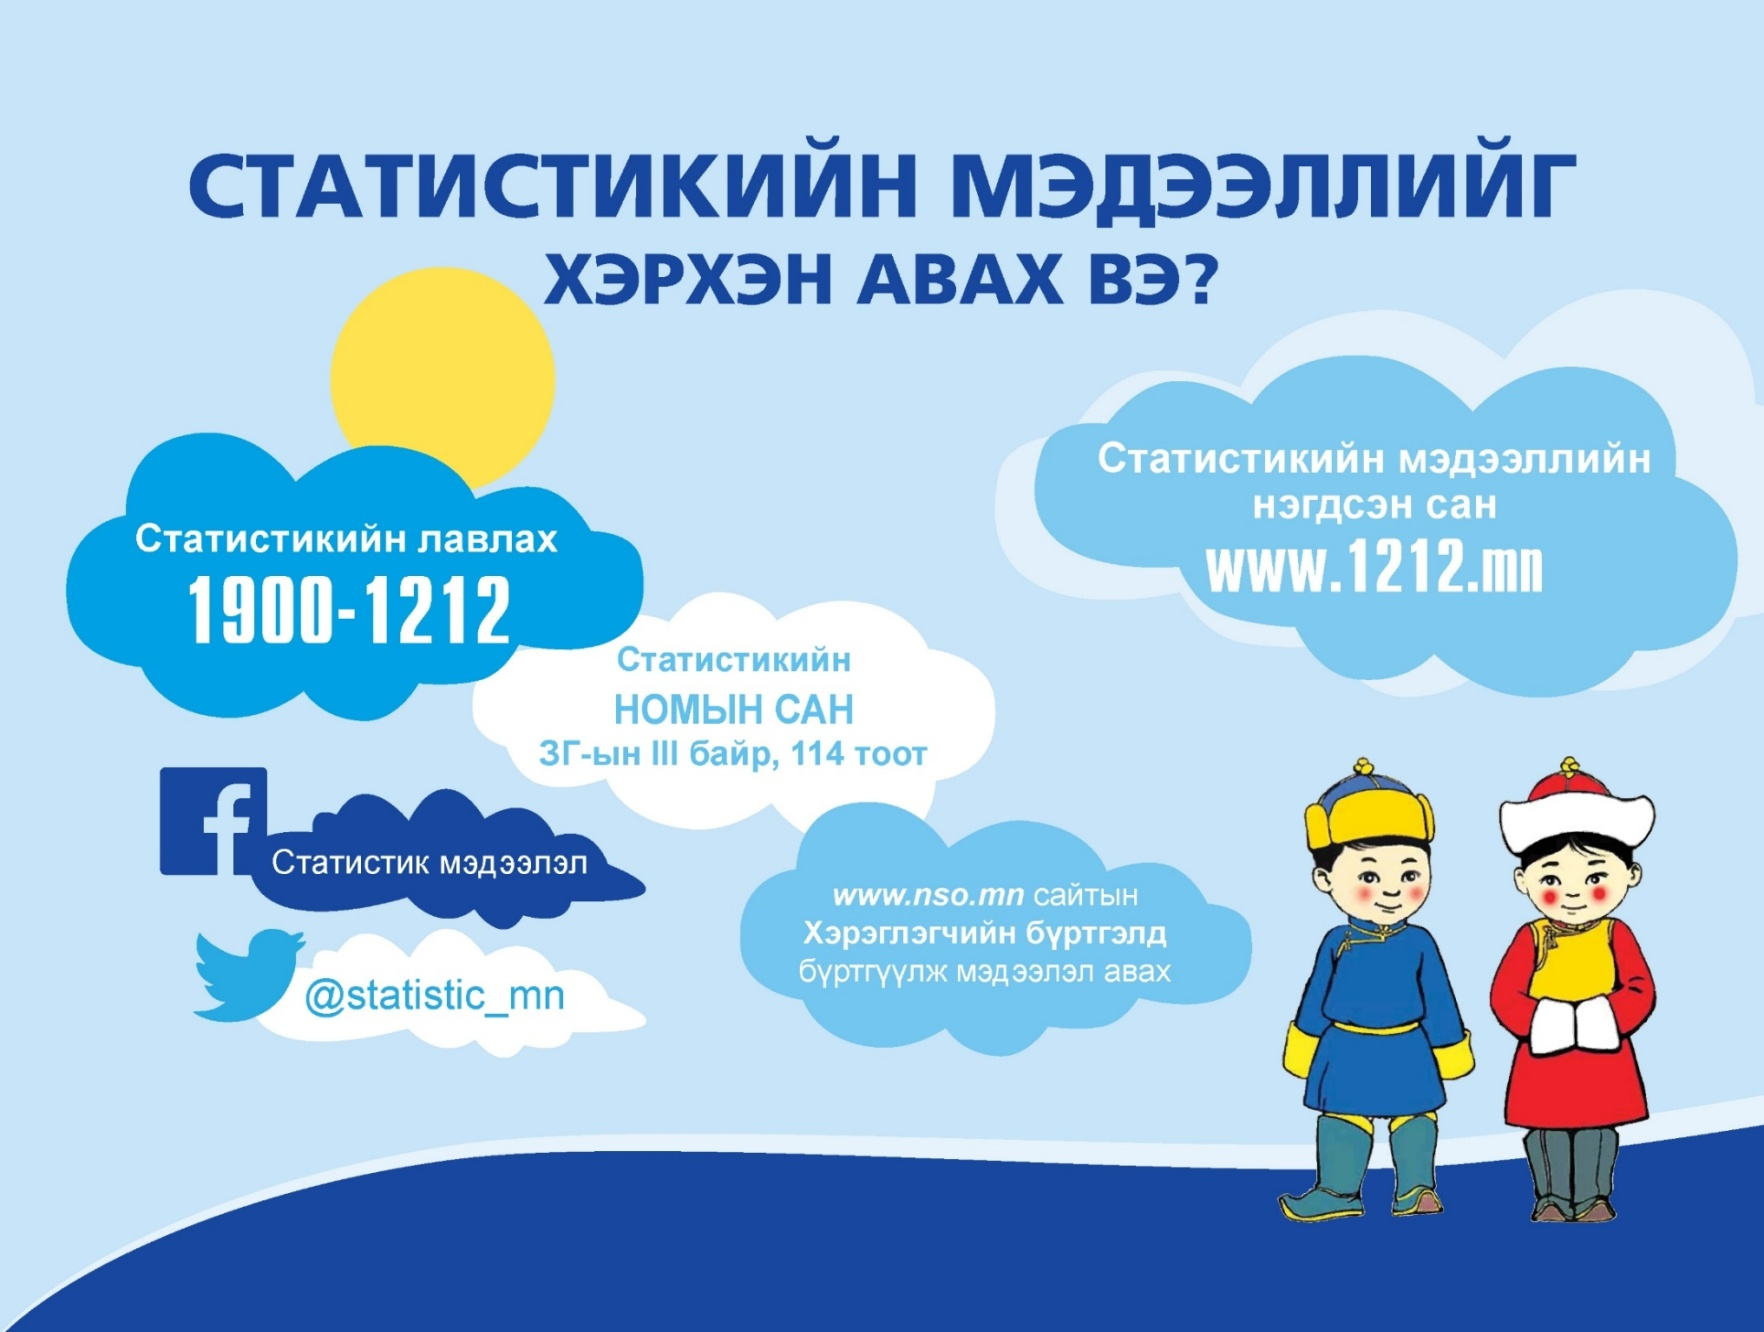 СТАТИСТИКИЙН МЭДЭЭЛЛИЙГ
ХЭРХЭН АВАХ ВЭ?
Статистикийн лавлах
1900-1212
Статистикийн мэдээллийн
нэгдсэн сан
www.1212.mn
Статистикийн
НОМЫН САН
ЗГ-ын III байр, 114 тоот
Статистик мэдээлэл
@statistic_mn
www.nso.mn сайтын
Хэрэглэгчийн бүртгэлд
бүртгүүлж мэдээлэл авах